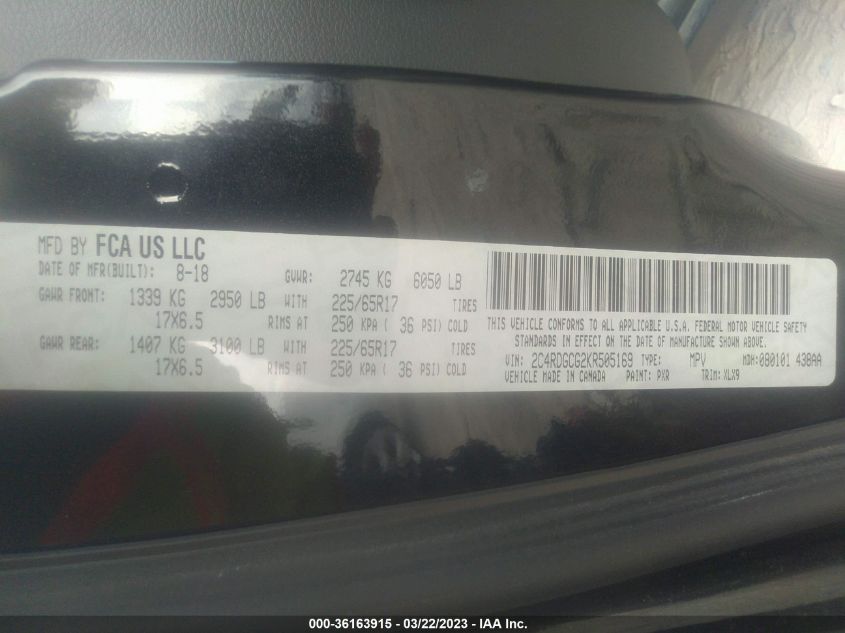 MFD BY FCA US LLC
DATE OF MFR(BUILT): 8-18 GVWR: 2745 KG 6050 LB
GAWR FRONT: 1339 KG 2950 LB WITH 225/65R17 TIRES
17X6.5 RIMS AT 250 KPA ( 36 PSI) COLD
GAWR REAR: 1407 KG 3100 LB WITH 225/65R17 TIRES
17X6.5 RIMS AT 250 KPA ( 36 PSI) COLD
THIS VEHICLE CONFORMS TO ALL APPLICABLE U.S.A. FEDERAL MOTOR VEHICLE SAFETY
STANDARDS IN EFFECT ON THE DATE OF MANUFACTURE SHOWN ABOVE.
VIN: 2C4RDGCG2KR505169 TYPE: MPV MDH: 080101 438AA
VEHICLE MADE IN CANADA PAINT: PXR TRIM: XLX9
000-36163915 - 03/22/2023 - IAA Inc.